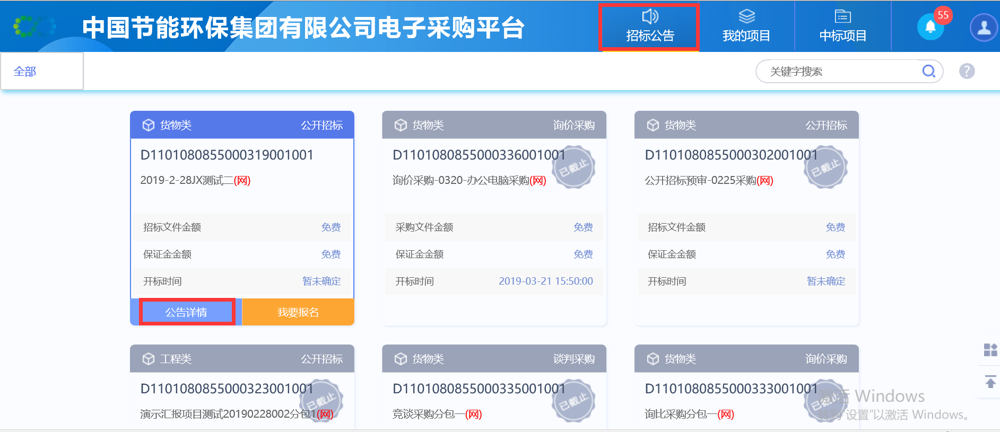 中国节能环保集团有限公司电子采购平台
招标公告
我的项目
中标项目
55
全部
关键字搜索
?
货物类 公开招标
D1101080855000319001001
2019-2-28JX测试二(网)
招标文件金额 免费
保证金金额 免费
开标时间 暂未确定
公告详情 我要报名
货物类 询价采购
D1101080855000336001001
已截止
询价采购-0320-办公电脑采购(网)
采购文件金额 免费
保证金金额 免费
开标时间 2019-03-21 15:50:00
货物类 公开招标
D1101080855000302001001
已截止
公开招标预审-0225采购(网)
招标文件金额 免费
保证金金额 免费
开标时间 暂未确定
工程类 公开招标
D1101080855000323001001
已截止
演示汇报项目测试20190228002分包1(网)
货物类 谈判采购
D1101080855000335001001
已截止
竞谈采购分包一(网)
货物类 询价采购
D1101080855000333001001
已截止
询比采购分包一(网)
激活 Windows
转到"设置"以激活 Windows。